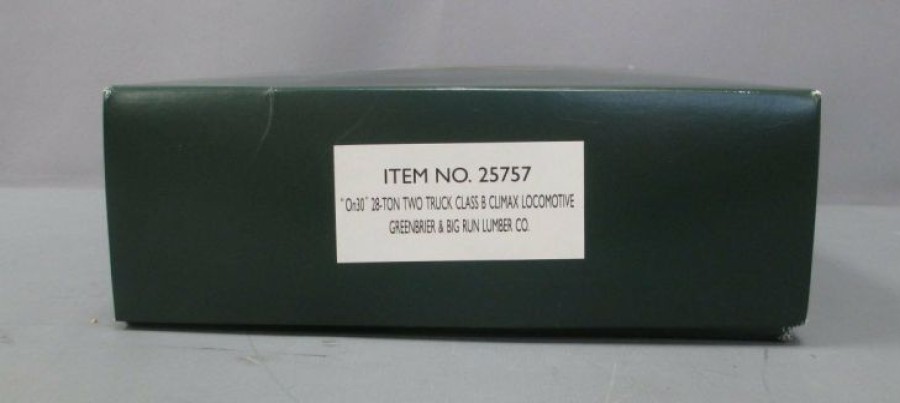 ITEM NO. 25757
"On30" 28-TON TWO TRUCK CLASS B CLIMAX LOCOMOTIVE
GREENBRIER & BIG RUN LUMBER CO.